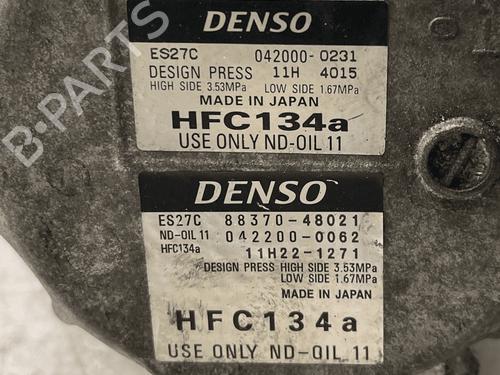 DENSO
ES27C 042000-0231
DESIGN PRESS 11H 4015
HIGH SIDE 3.53MPa LOW SIDE 1.67MPa
MADE IN JAPAN
HFC134a
USE ONLY ND-OIL 11
DENSO
ES27C 88370-48021
ND-OIL 11 042200-0062
HFC134a 11H22-1271
DESIGN PRESS HIGH SIDE 3.53MPa
LOW SIDE 1.67MPa
MADE IN JAPAN
HFC134a
USE ONLY ND-OIL 11
B-PARTS